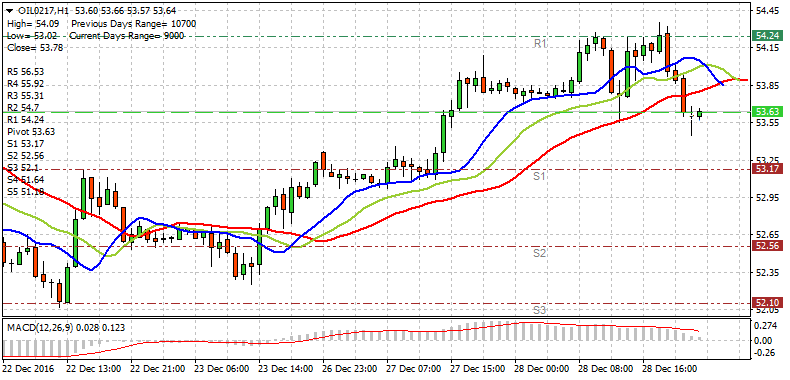 OIL0217,H1 53.60 53.66 53.57 53.64
High= 54.09 Previous Days Range= 10700
Low= 53.02 Current Days Range= 9000
Close= 53.78
R5 56.53
R4 55.92
R3 55.31
R2 54.7
R1 54.24
Pivot 53.63
S1 53.17
S2 52.56
S3 52.1
S4 51.64
S5 51.18
R1
S1
S2
S3
54.45
54.24
54.15
53.85
53.63
53.55
53.25
53.17
52.95
52.65
52.56
52.35
52.10
52.05
MACD(12,26,9) 0.028 0.123
0.274
0.00
-0.26
22 Dec 2016
22 Dec 12:00
22 Dec 21:00
23 Dec 06:00
23 Dec 14:00
26 Dec 23:00
27 Dec 07:00
27 Dec 15:00
28 Dec 00:00
28 Dec 08:00
28 Dec 16:00